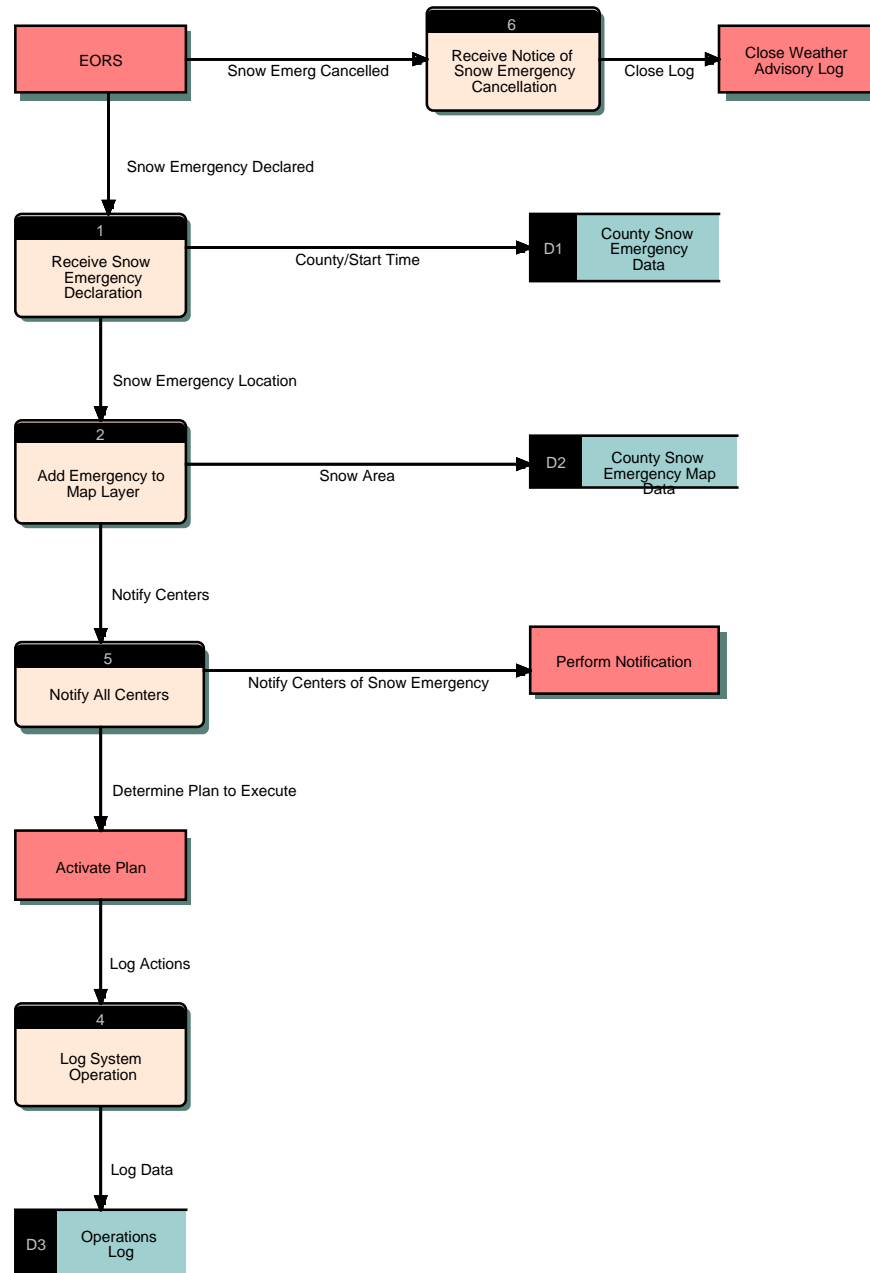 6
EORS
Snow Emerg Cancelled
Receive Notice of
Snow Emergency
Cancellation
Close Log
Close Weather
Advisory Log
Snow Emergency Declared
1
Receive Snow
Emergency
Declaration
County/Start Time
D1
County Snow
Emergency
Data
Snow Emergency Location
2
Add Emergency to
Map Layer
Snow Area
D2
County Snow
Emergency Map
Data
Notify Centers
5
Notify All Centers
Notify Centers of Snow Emergency
Perform Notification
Determine Plan to Execute
Activate Plan
Log Actions
4
Log System
Operation
Log Data
D3
Operations
Log